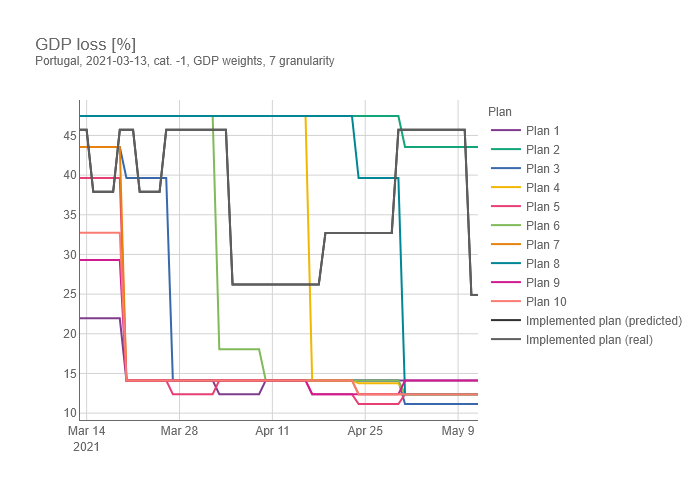 GDP loss [%]
Portugal, 2021-03-13, cat. -1, GDP weights, 7 granularity
45
40
35
30
25
20
15
10
Mar 14
2021
Mar 28
Apr 11
Apr 25
May 9
Plan
Plan 1
Plan 2
Plan 3
Plan 4
Plan 5
Plan 6
Plan 7
Plan 8
Plan 9
Plan 10
Implemented plan (predicted)
Implemented plan (real)